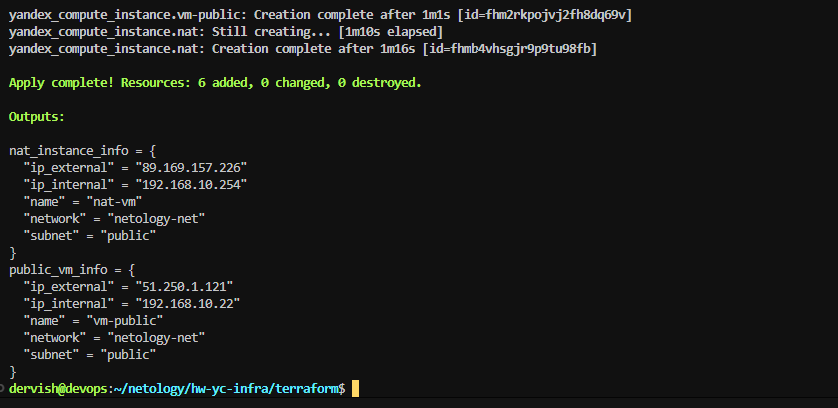 yandex_compute_instance.vm-public: Creation complete after 1m1s [id=fhm2rkpojvj2fh8dq69v]
yandex_compute_instance.nat: Still creating... [1m10s elapsed]
yandex_compute_instance.nat: Creation complete after 1m16s [id=fhmb4vhsgjr9p9tu98fb]

Apply complete! Resources: 6 added, 0 changed, 0 destroyed.

Outputs:

nat_instance_info = {
  "ip_external" = "89.169.157.226"
  "ip_internal" = "192.168.10.254"
  "name" = "nat-vm"
  "network" = "netology-net"
  "subnet" = "public"
}
public_vm_info = {
  "ip_external" = "51.250.1.121"
  "ip_internal" = "192.168.10.22"
  "name" = "vm-public"
  "network" = "netology-net"
  "subnet" = "public"
}
dervish@devops:~/netology/hw-yc-infra/terraform$